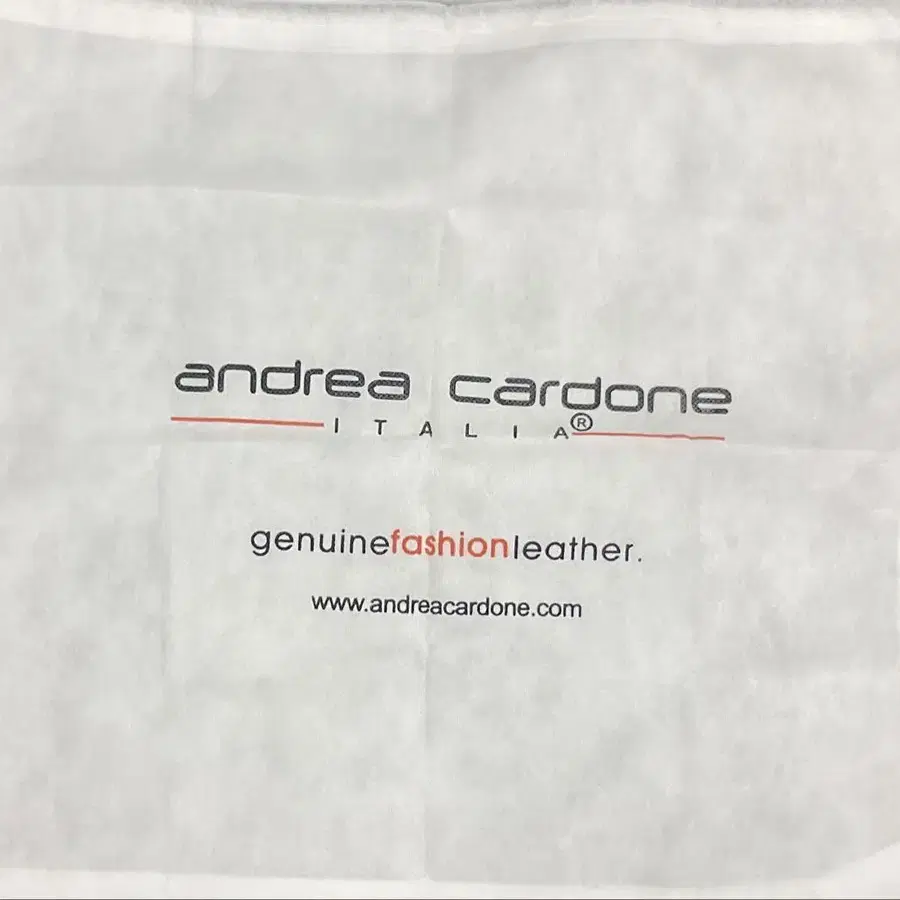 andrea cardone
ITALIA®
genuinefashionleather.
www.andreacardone.com